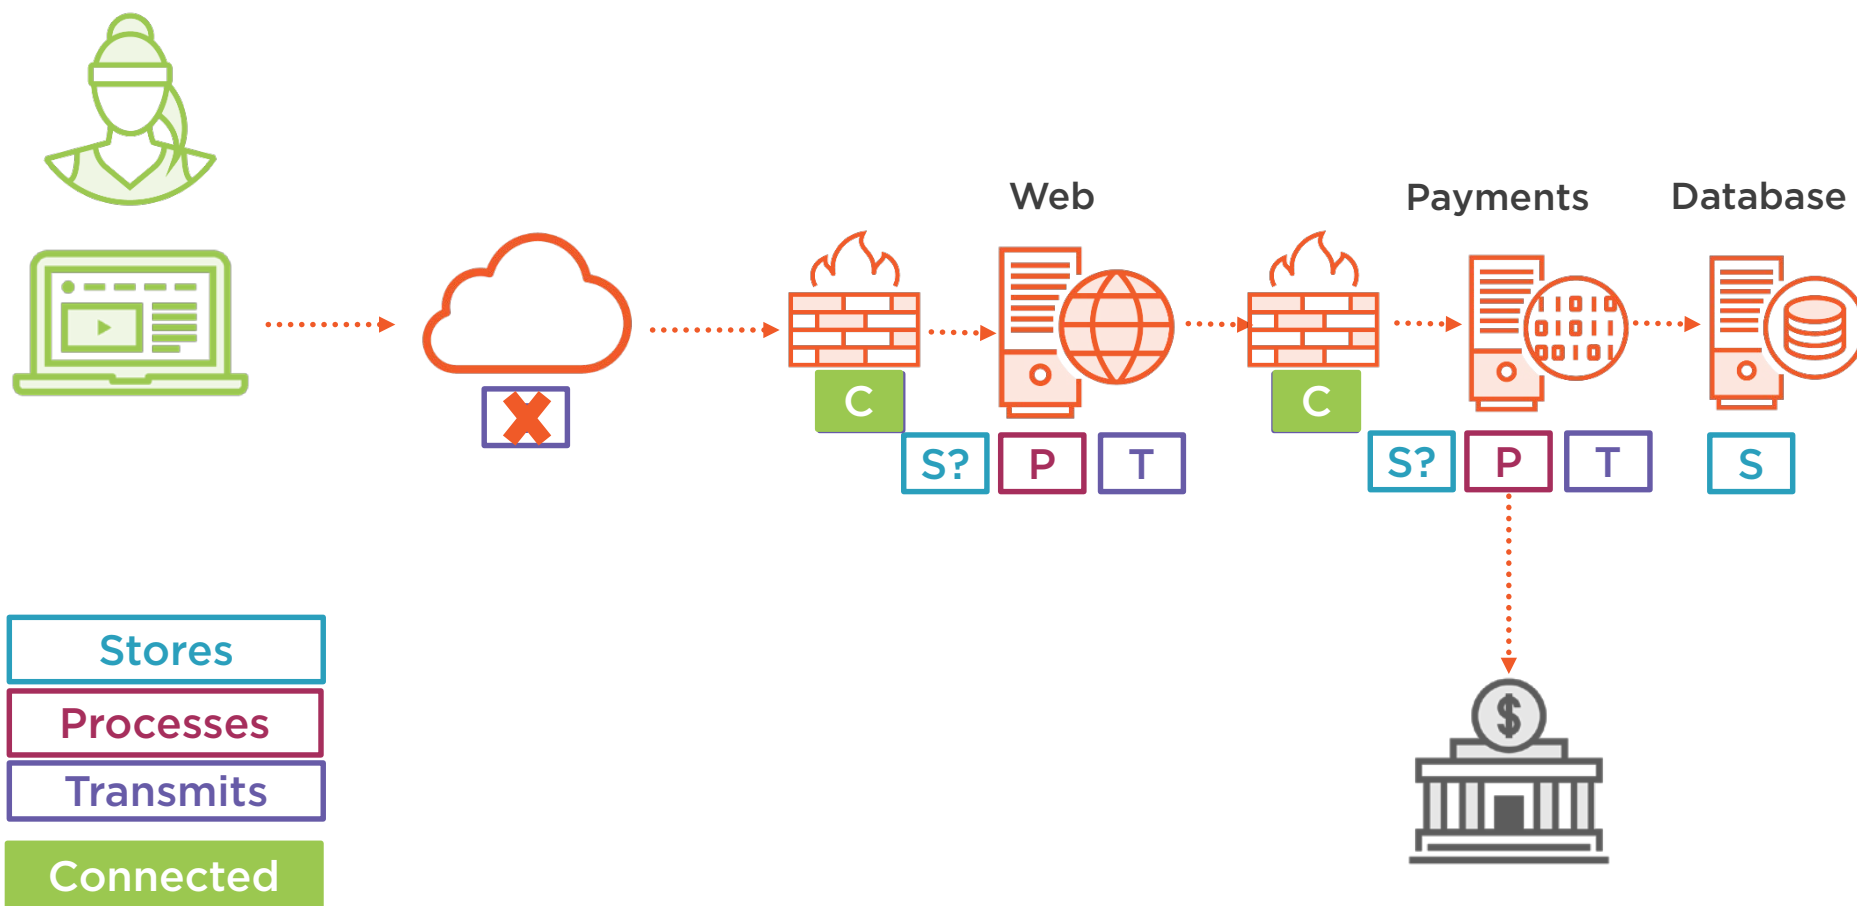 Web
Payments
Database
C
C
S?
P
T
S?
P
T
S
$
Stores
Processes
Transmits
Connected